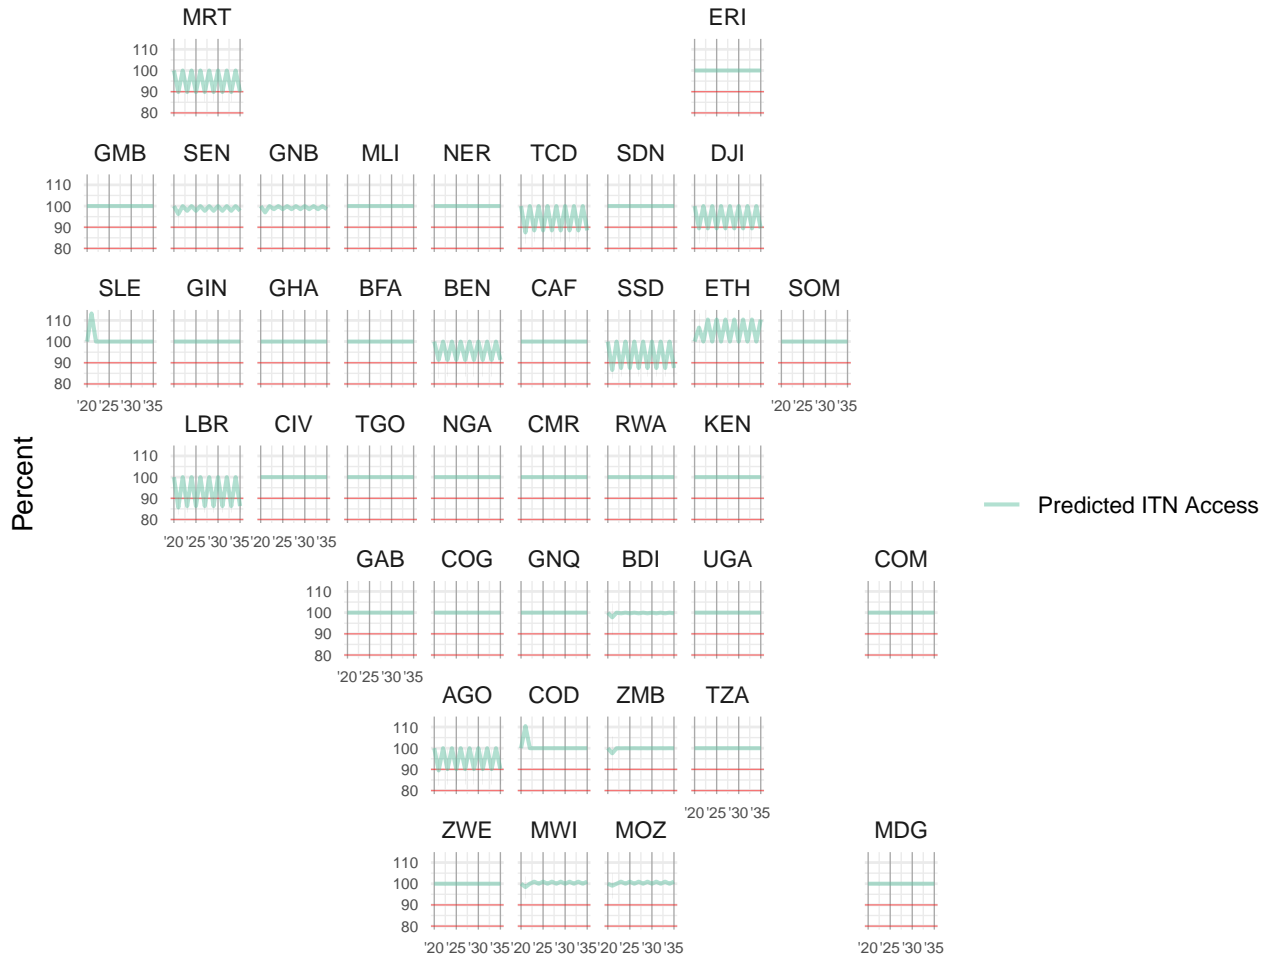 MRT ERI
110
100
90
80
GMB SEN GNB MLI NER TCD SDN DJI
110
100
90
80
SLE GIN GHA BFA BEN CAF SSD ETH SOM
110
100
90
80
'20 '25 '30 '35 '20 '25 '30 '35
LBR CIV TGO NGA CMR RWA KEN
110
100
90
80
'20 '25 '30 '35 '20 '25 '30 '35
Percent
Predicted ITN Access
GAB COG GNQ BDI UGA COM
110
100
90
80
'20 '25 '30 '35
AGO COD ZMB TZA
110
100
90
80
'20 '25 '30 '35
ZWE MWI MOZ MDG
110
100
90
80
'20 '25 '30 '35 '20 '25 '30 '35 '20 '25 '30 '35 '20 '25 '30 '35